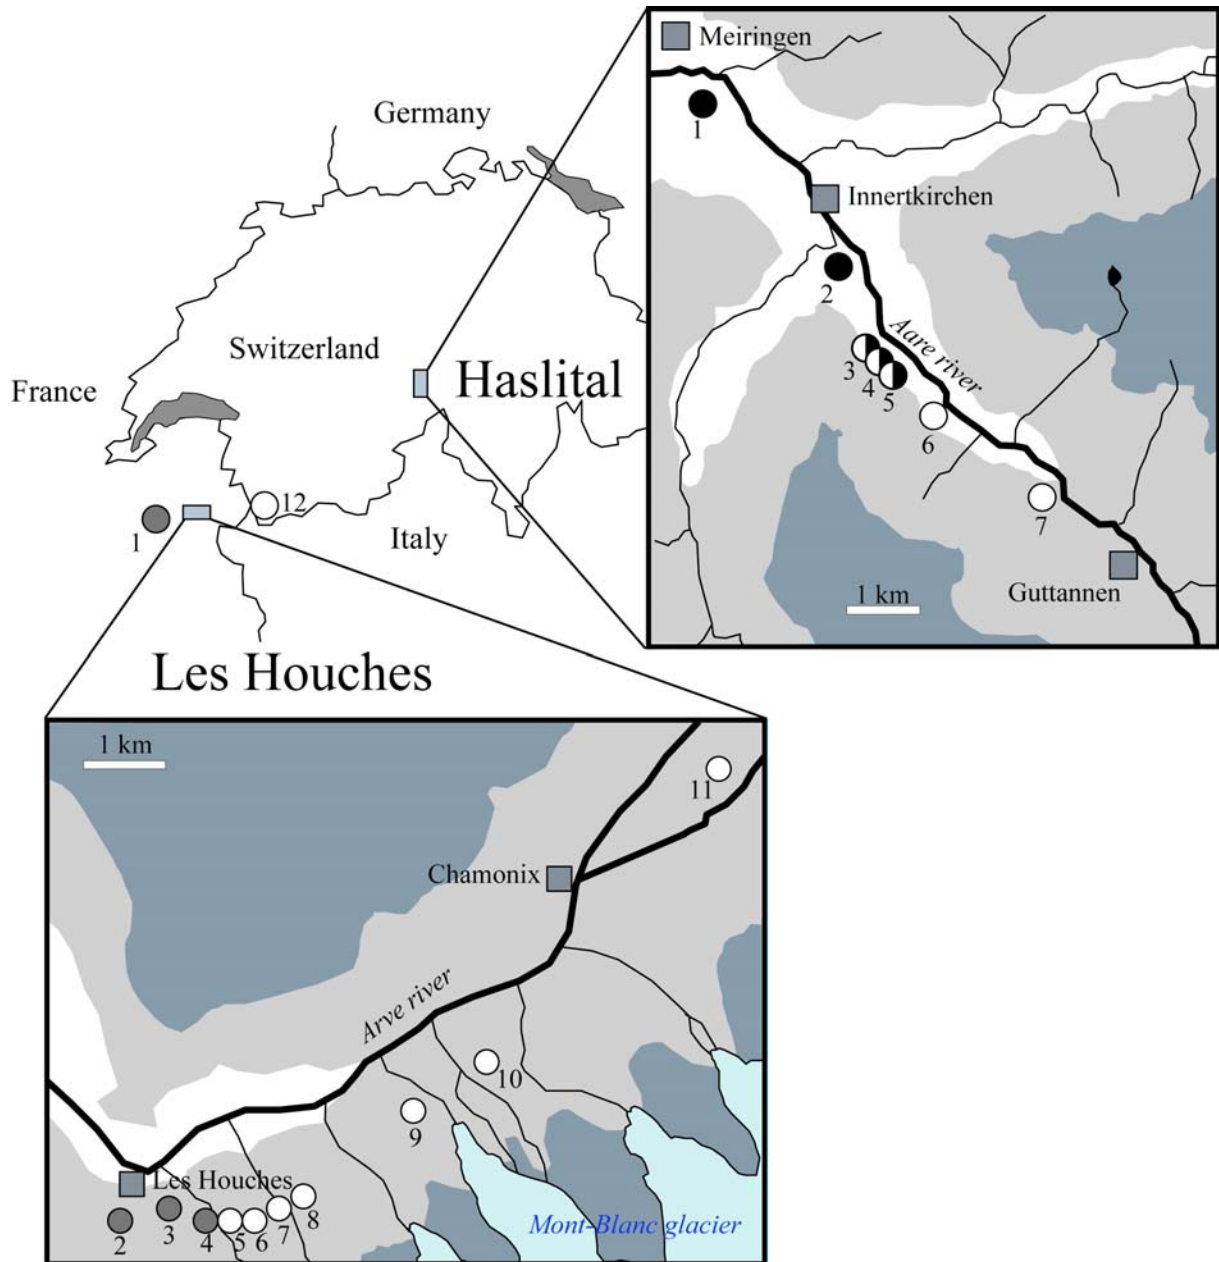 Germany
Switzerland
France
Haslital
12
1
Italy
Les Houches
Meiringen
1
Innertkirchen
2
Aare river
3
4
5
6
7
1 km
Guttannen
1 km
11
Chamonix
Arve river
10
9
Les Houches
2
3
4
5
6
7
8
Mont-Blanc glacier